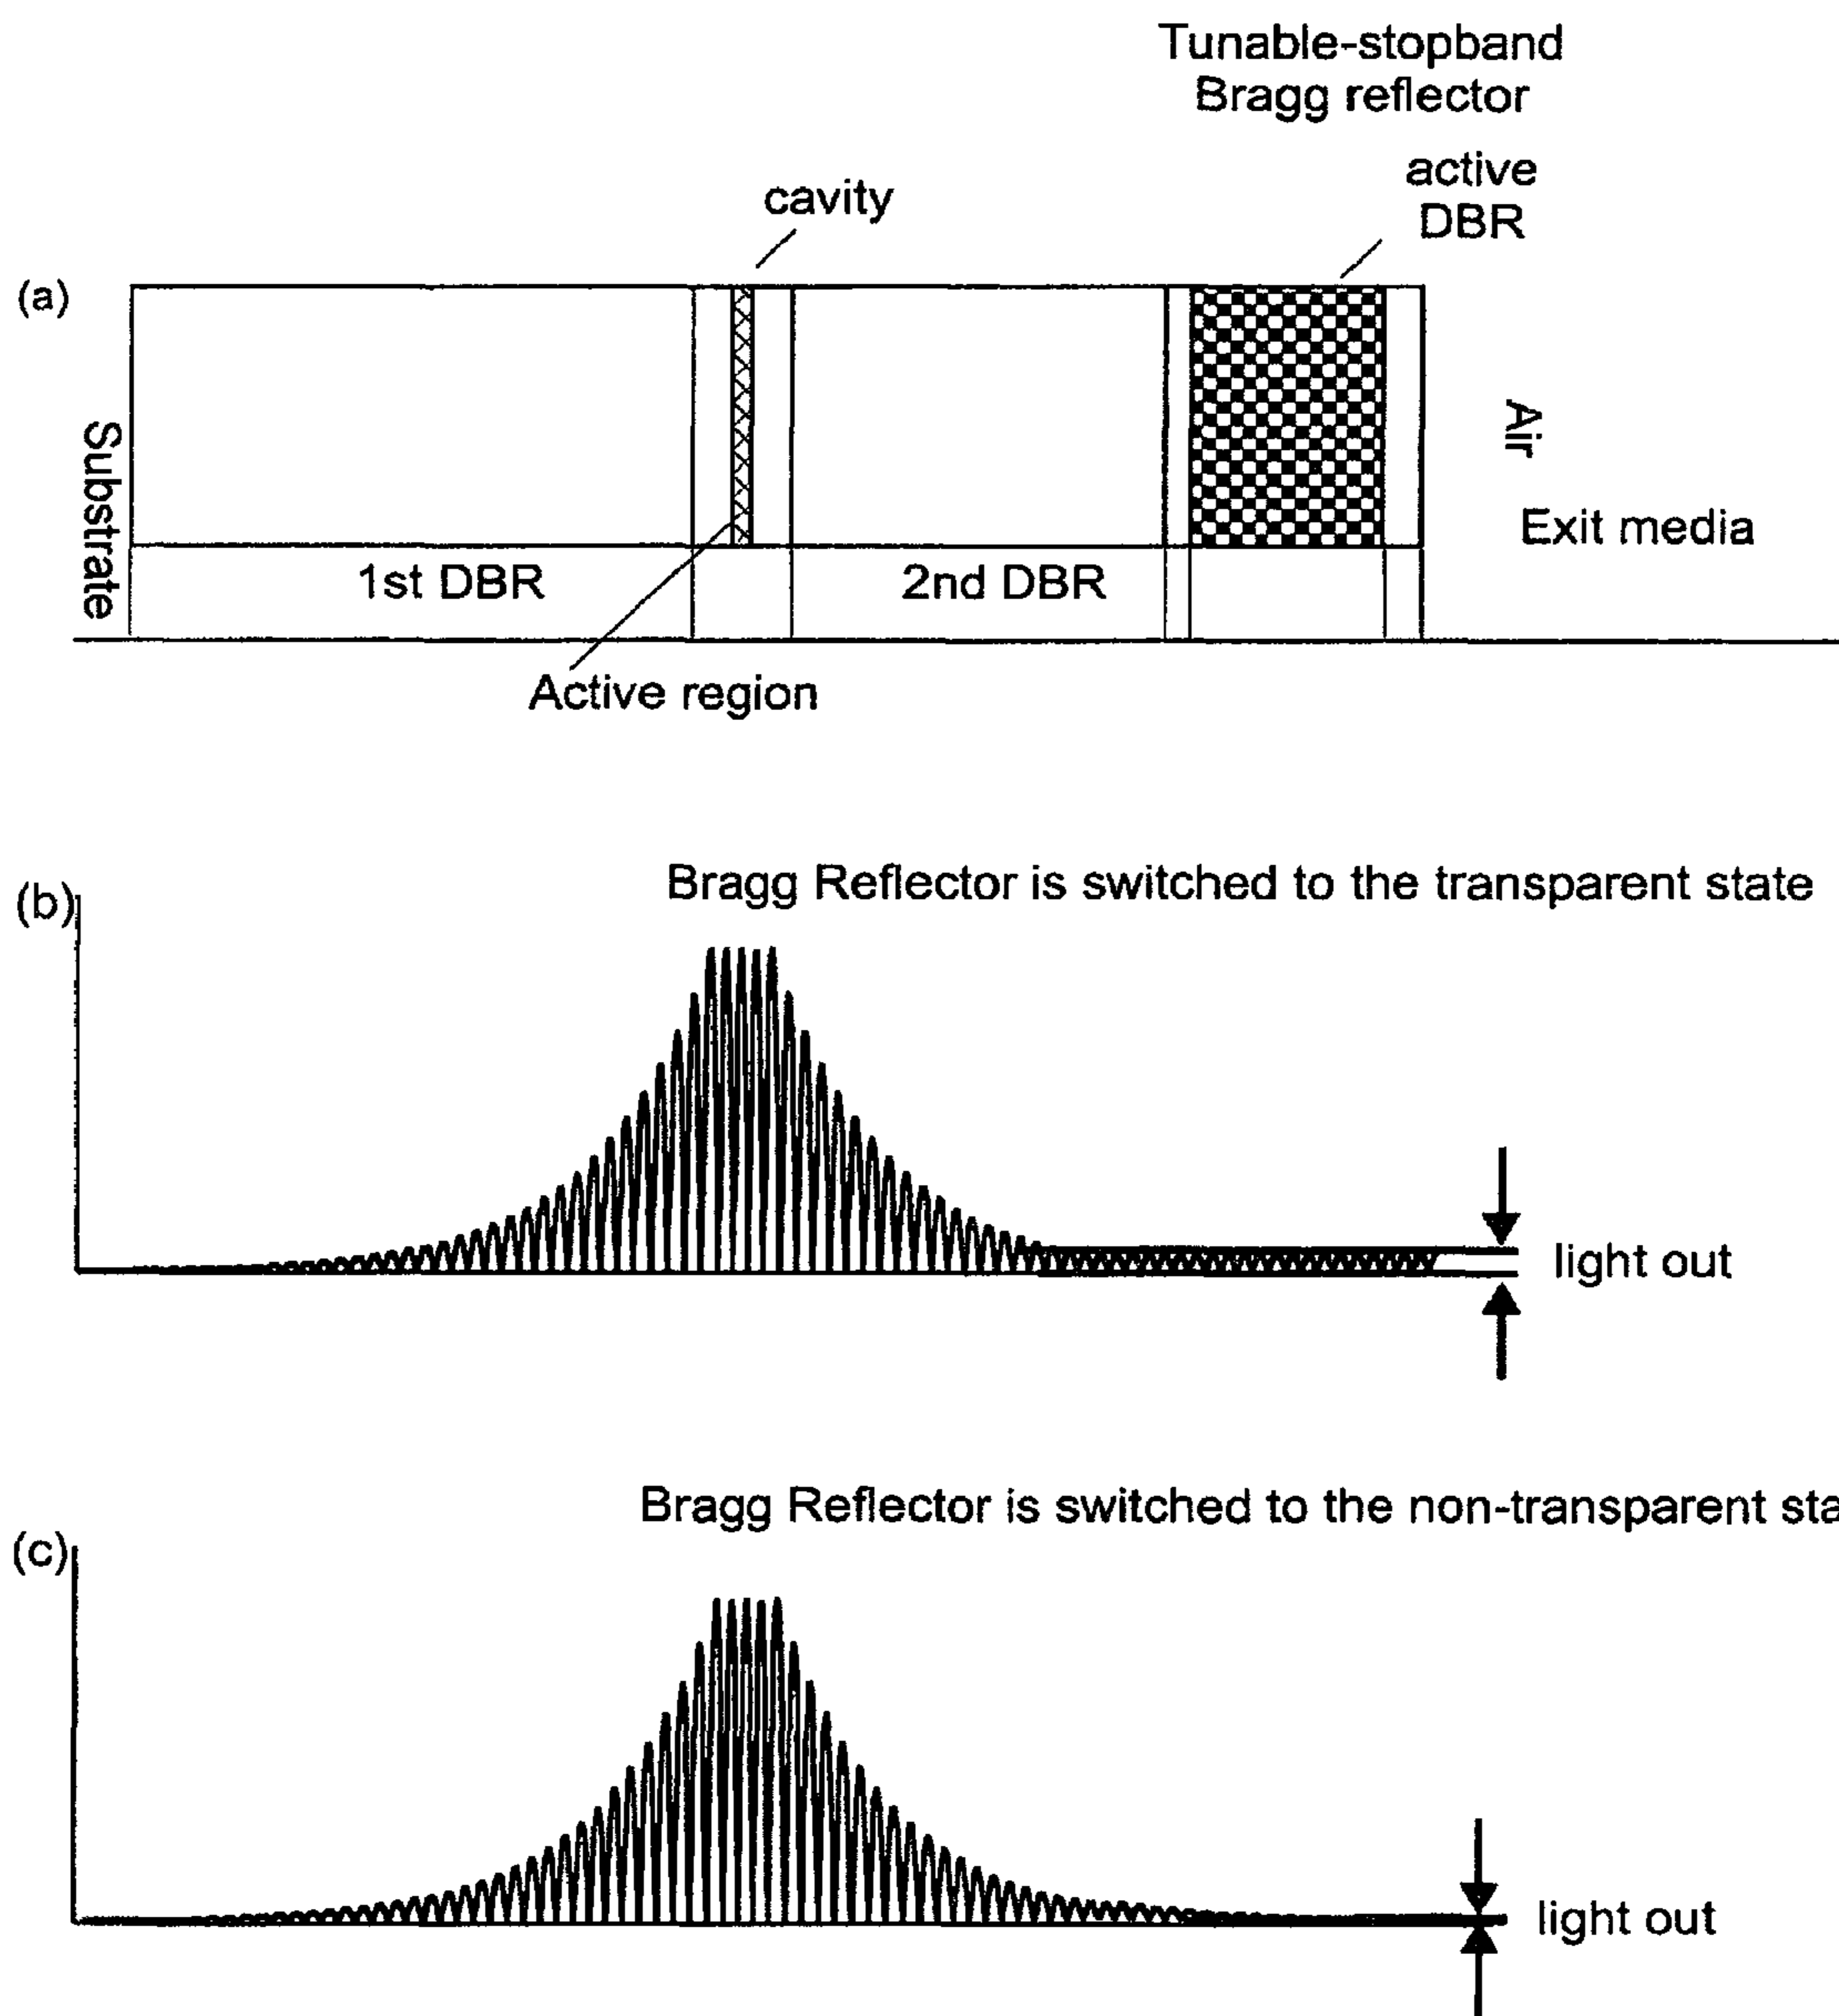 Tunable-stopband
Bragg reflector
active
DBR
cavity
(a)
Substrate
Air
Exit media
1st DBR
2nd DBR
Active region
(b)
Bragg Reflector is switched to the transparent state
light out
Bragg Reflector is switched to the non-transparent sta
(c)
light out